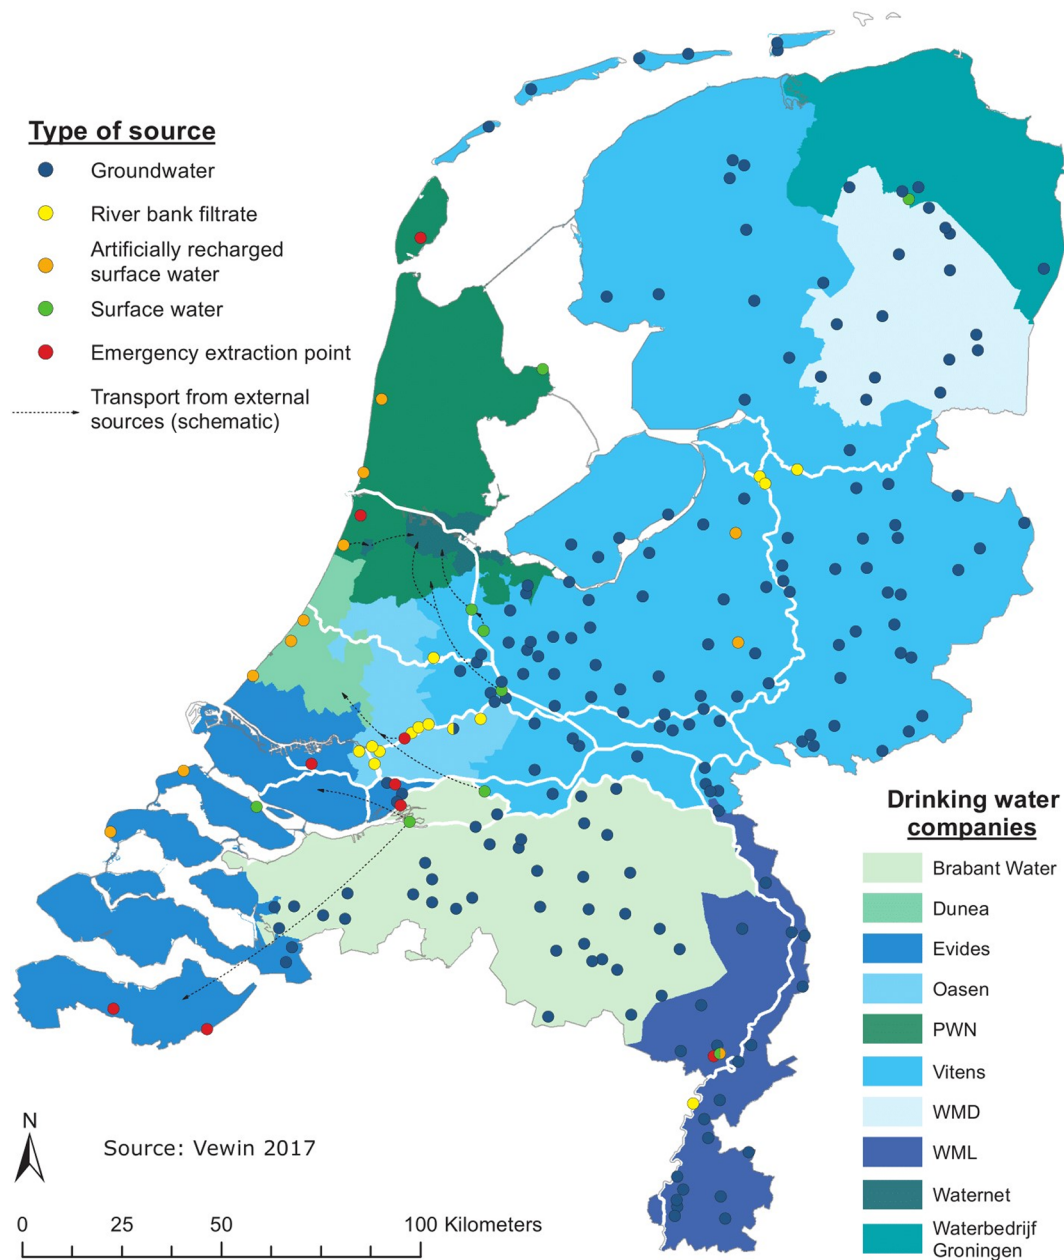 Type of source
Groundwater
River bank filtrate
Artificially recharged
surface water
Surface water
Emergency extraction point
Transport from external
sources (schematic)
Drinking water
companies
Brabant Water
Dunea
Evides
Oasen
PWN
Vitens
WMD
WML
Waternet
Waterbedrijf
Groningen
N
Source: Vewin 2017
0 25 50 100 Kilometers